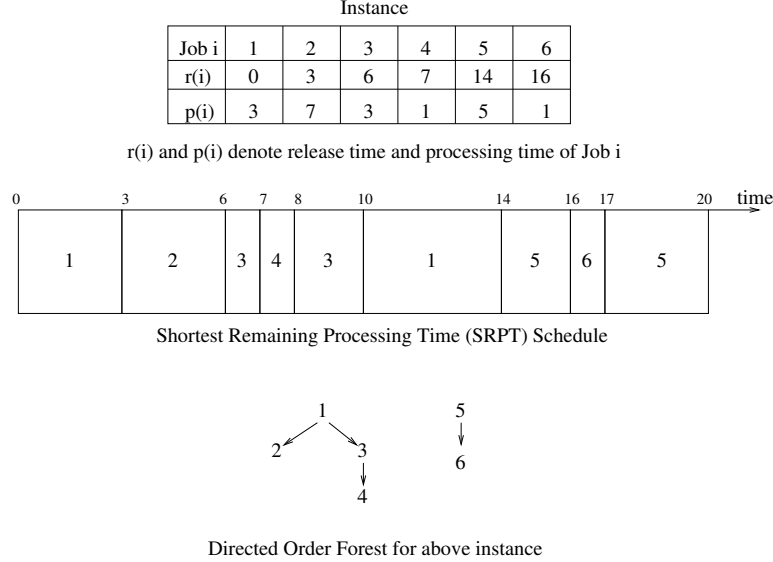 Instance
Job i 1 2 3 4 5 6
r(i) 0 3 6 7 14 16
p(i) 3 7 3 1 5 1
r(i) and p(i) denote release time and processing time of Job i
0 3 6 7 8 10 14 16 17 20 time
1 2 3 4 3 1 5 6 5
Shortest Remaining Processing Time (SRPT) Schedule
1 5
2 3 6
4
Directed Order Forest for above instance